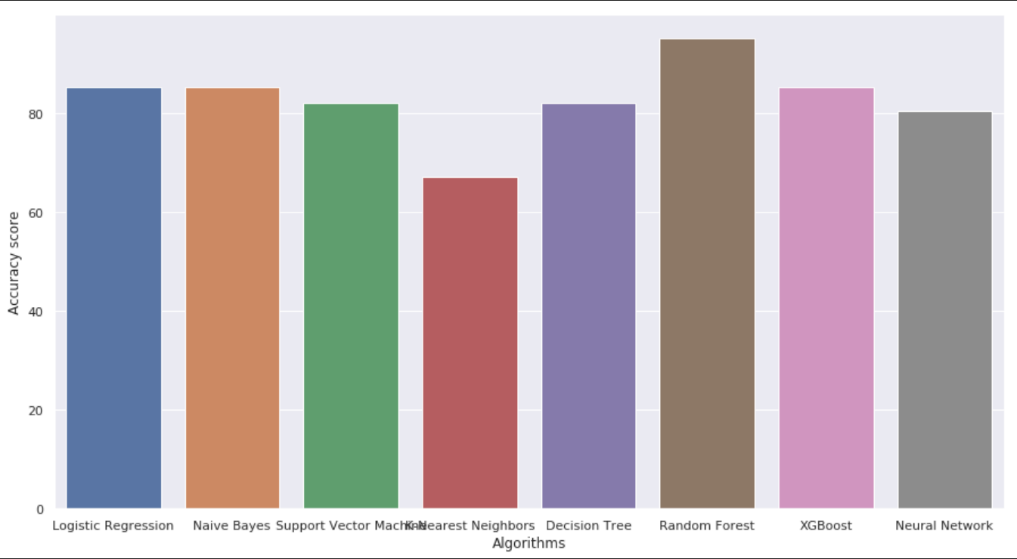 80
60
40
20
0
Accuracy score
Logistic Regression Naive Bayes Support Vector Machine K-Nearest Neighbors Decision Tree Random Forest XGBoost Neural Network
Algorithms